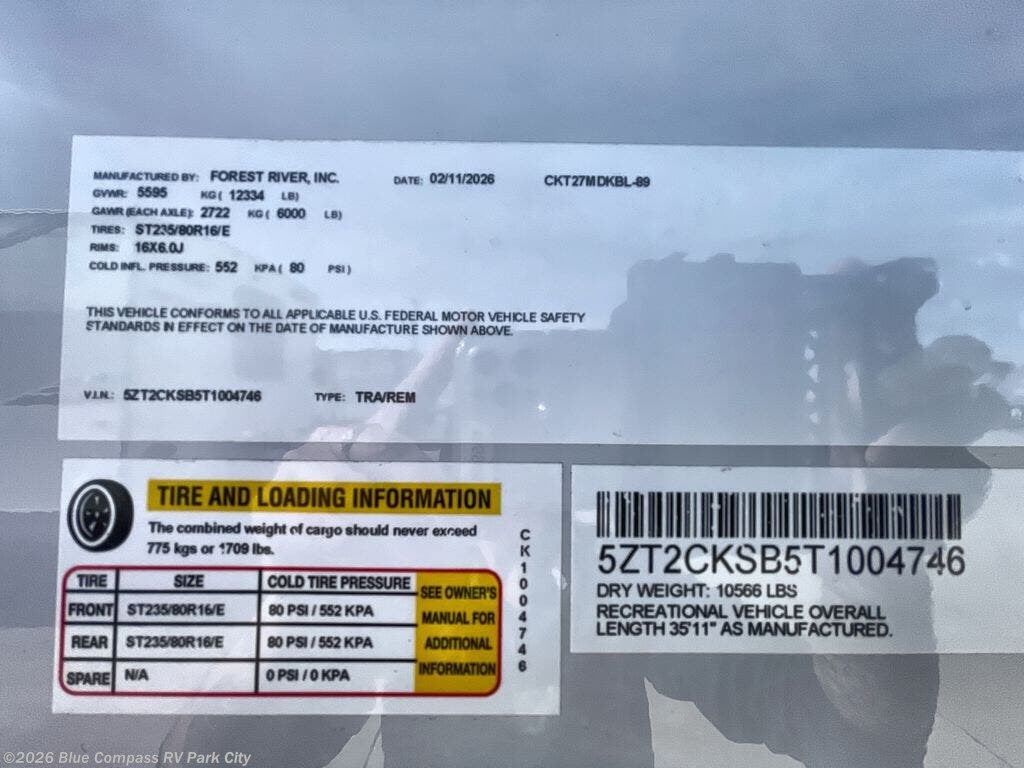 MANUFACTURED BY: FOREST RIVER, INC. DATE: 02/11/2026 CKT27MDKBL-89
GVWR: 5595 KG ( 12334 LB)
GAWR (EACH AXLE): 2722 KG ( 6000 LB)
TIRES: ST235/80R16/E
RIMS: 16X6.0J
COLD INFL. PRESSURE: 552 KPA ( 80 PSI )
THIS VEHICLE CONFORMS TO ALL APPLICABLE U.S. FEDERAL MOTOR VEHICLE SAFETY
STANDARDS IN EFFECT ON THE DATE OF MANUFACTURE SHOWN ABOVE.
V.I.N.: 5ZT2CKSB5T1004746 TYPE: TRA/REM
TIRE AND LOADING INFORMATION
The combined weight of cargo should never exceed
775 kgs or 1709 lbs.
TIRE SIZE COLD TIRE PRESSURE
FRONT ST235/80R16/E 80 PSI / 552 KPA
REAR ST235/80R16/E 80 PSI / 552 KPA
SPARE N/A 0 PSI / 0 KPA
SEE OWNER'S
MANUAL FOR
ADDITIONAL
INFORMATION
CK1004746
5ZT2CKSB5T1004746
DRY WEIGHT: 10566 LBS
RECREATIONAL VEHICLE OVERALL
LENGTH 35'11" AS MANUFACTURED.
©2026 Blue Compass RV Park City